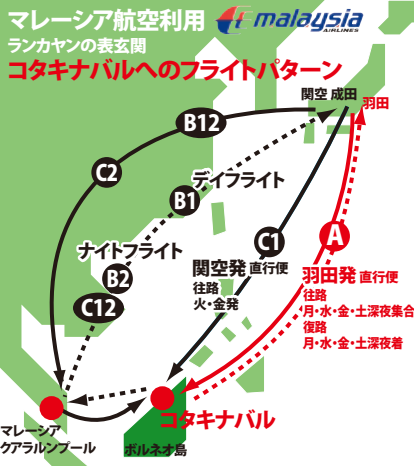 マレーシア航空利用
malaysia
AIRLINES
ランカヤンの表玄関
コタキナバルへのフライトパターン
関空 成田
羽田
B12
C2
デイフライト
B1
ナイトフライト
B2
C12
C1
A
関空発 直行便
往路
火・金発
羽田発 直行便
往路
月・水・金・土深夜集合
復路
月・水・金・土深夜着
コタキナバル
マレーシア
クアラルンプール
ボルネオ島